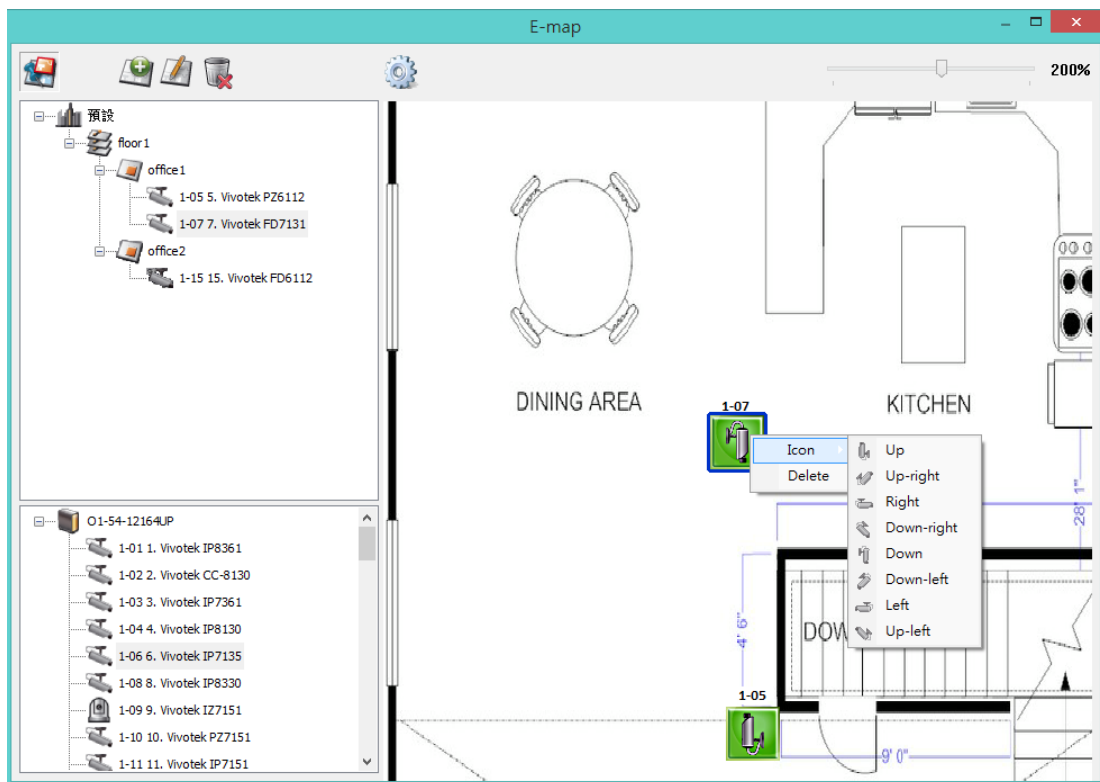 E-map
200%
預設
floor1
office1
1-05 5. Vivotek PZ6112
1-07 7. Vivotek FD7131
office2
1-15 15. Vivotek FD6112
O1-54-12164UP
1-01 1. Vivotek IP8361
1-02 2. Vivotek CC-8130
1-03 3. Vivotek IP7361
1-04 4. Vivotek IP8130
1-06 6. Vivotek IP7135
1-08 8. Vivotek IP8330
1-09 9. Vivotek IZ7151
1-10 10. Vivotek PZ7151
1-11 11. Vivotek IP7151
DINING AREA
KITCHEN
1-07
Icon
Delete
Up
Up-right
Right
Down-right
Down
Down-left
Left
Up-left
28' 1"
4' 6"
DOW
1-05
9' 0"